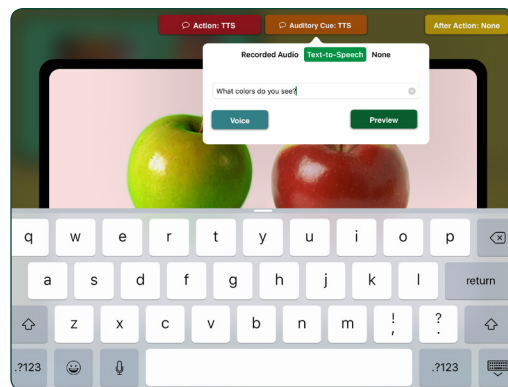 Action: TTS
Auditory Cue: TTS
After Action: None
Recorded Audio Text-to-Speech None
What colors do you see?
Voice
Preview
q w e r t y u i o p
a s d f g h j k l return
z x c v b n m ! , ? .
.?123 .?123